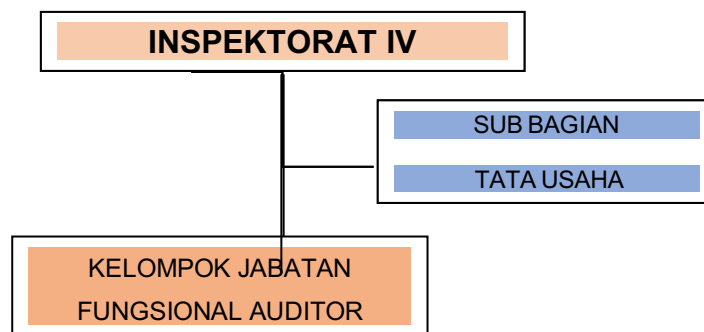 INSPEKTORAT IV
SUB BAGIAN
TATA USAHA
KELOMPOK JABATAN
FUNGSIONAL AUDITOR